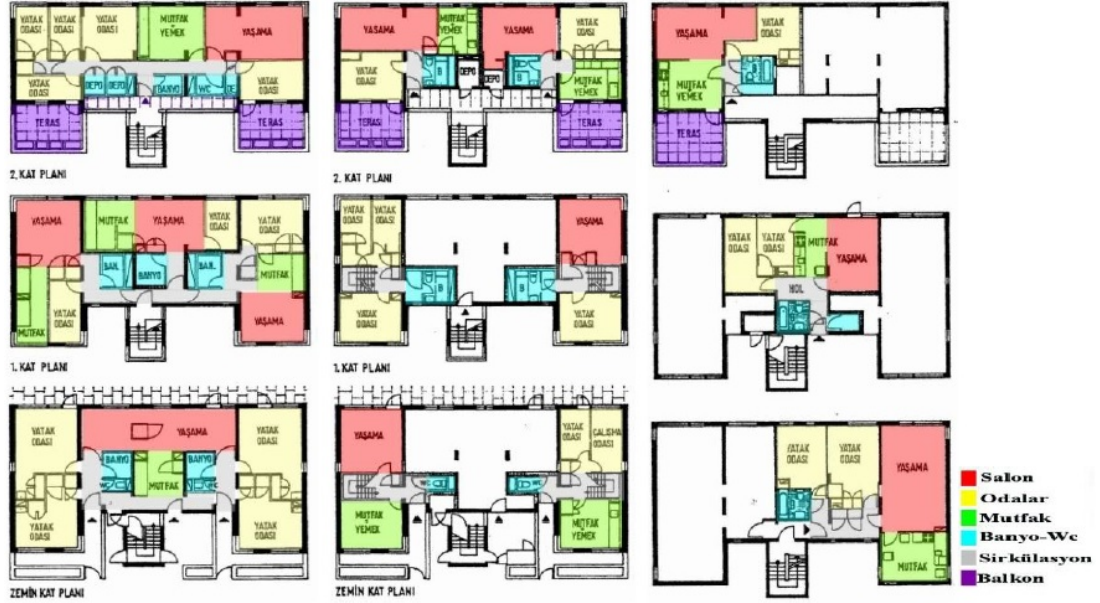 YATAK ODASI
YATAK ODASI
YATAK ODASI
MUTFAK YEMEK
YAŞAMA
YATAK ODASI
DEPO
DEPO
BANYO
WC
DE
YATAK ODASI
TERAS
TERAS
2. KAT PLANI
YAŞAMA
MUTFAK YEMEK
YAŞAMA
YATAK ODASI
YATAK ODASI
B
DEPO
DEPO
B
MUTFAK YEMEK
TERAS
TERAS
2. KAT PLANI
YAŞAMA
YATAK ODASI
MUTFAK YEMEK
B
TERAS
YAŞAMA
MUTFAK
YAŞAMA
YATAK ODASI
YATAK ODASI
BAN.
BANYO
BAN.
MUTFAK
MUTFAK
YATAK ODASI
YAŞAMA
1. KAT PLANI
YATAK ODASI
YATAK ODASI
YAŞAMA
B
B
YATAK ODASI
YATAK ODASI
1. KAT PLANI
YATAK ODASI
YATAK ODASI
MUTFAK
YAŞAMA
HOL
YATAK ODASI
YAŞAMA
YATAK ODASI
BANYO
BANYO
MUTFAK
YATAK ODASI
YATAK ODASI
ZEMİN KAT PLANI
YAŞAMA
YATAK ODASI
ÇALIŞMA ODASI
MUTFAK YEMEK
MUTFAK YEMEK
ZEMİN KAT PLANI
YATAK ODASI
YATAK ODASI
YAŞAMA
MUTFAK
Salon
Odalar
Mutfak
Banyo-Wc
Sirkülasyon
Balkon